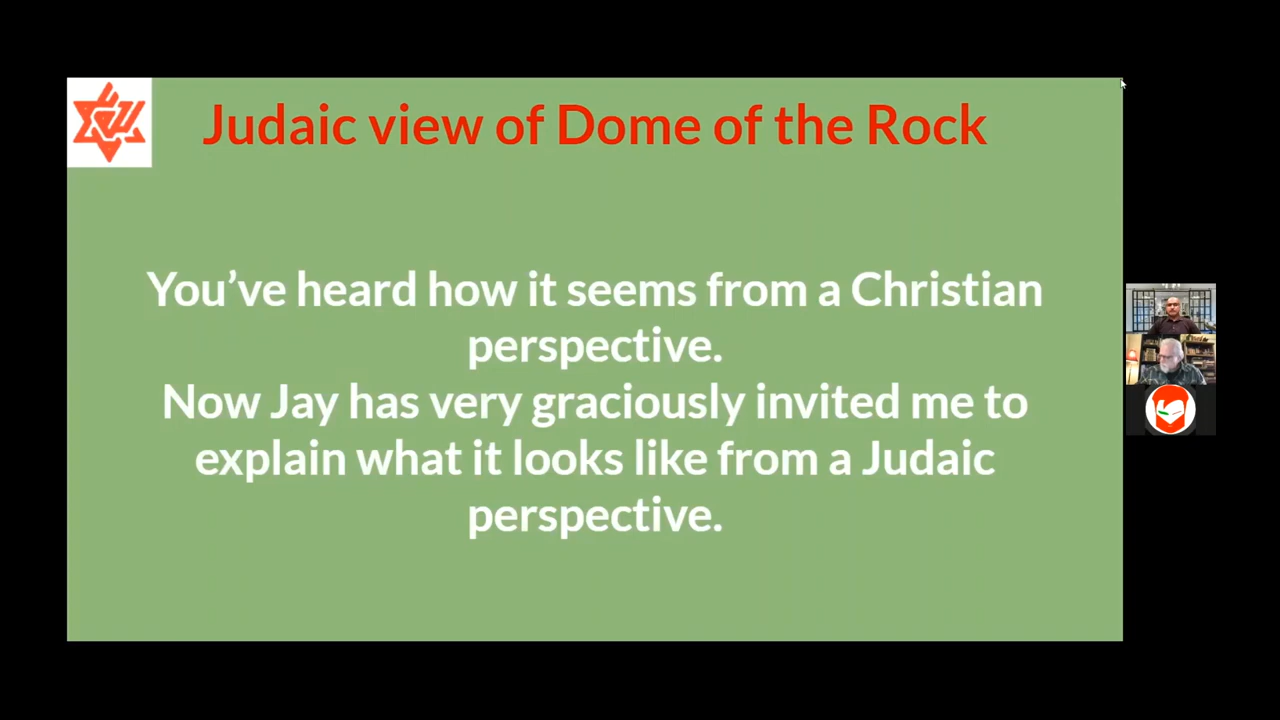 Judaic view of Dome of the Rock
You’ve heard how it seems from a Christian
perspective.
Now Jay has very graciously invited me to
explain what it looks like from a Judaic
perspective.